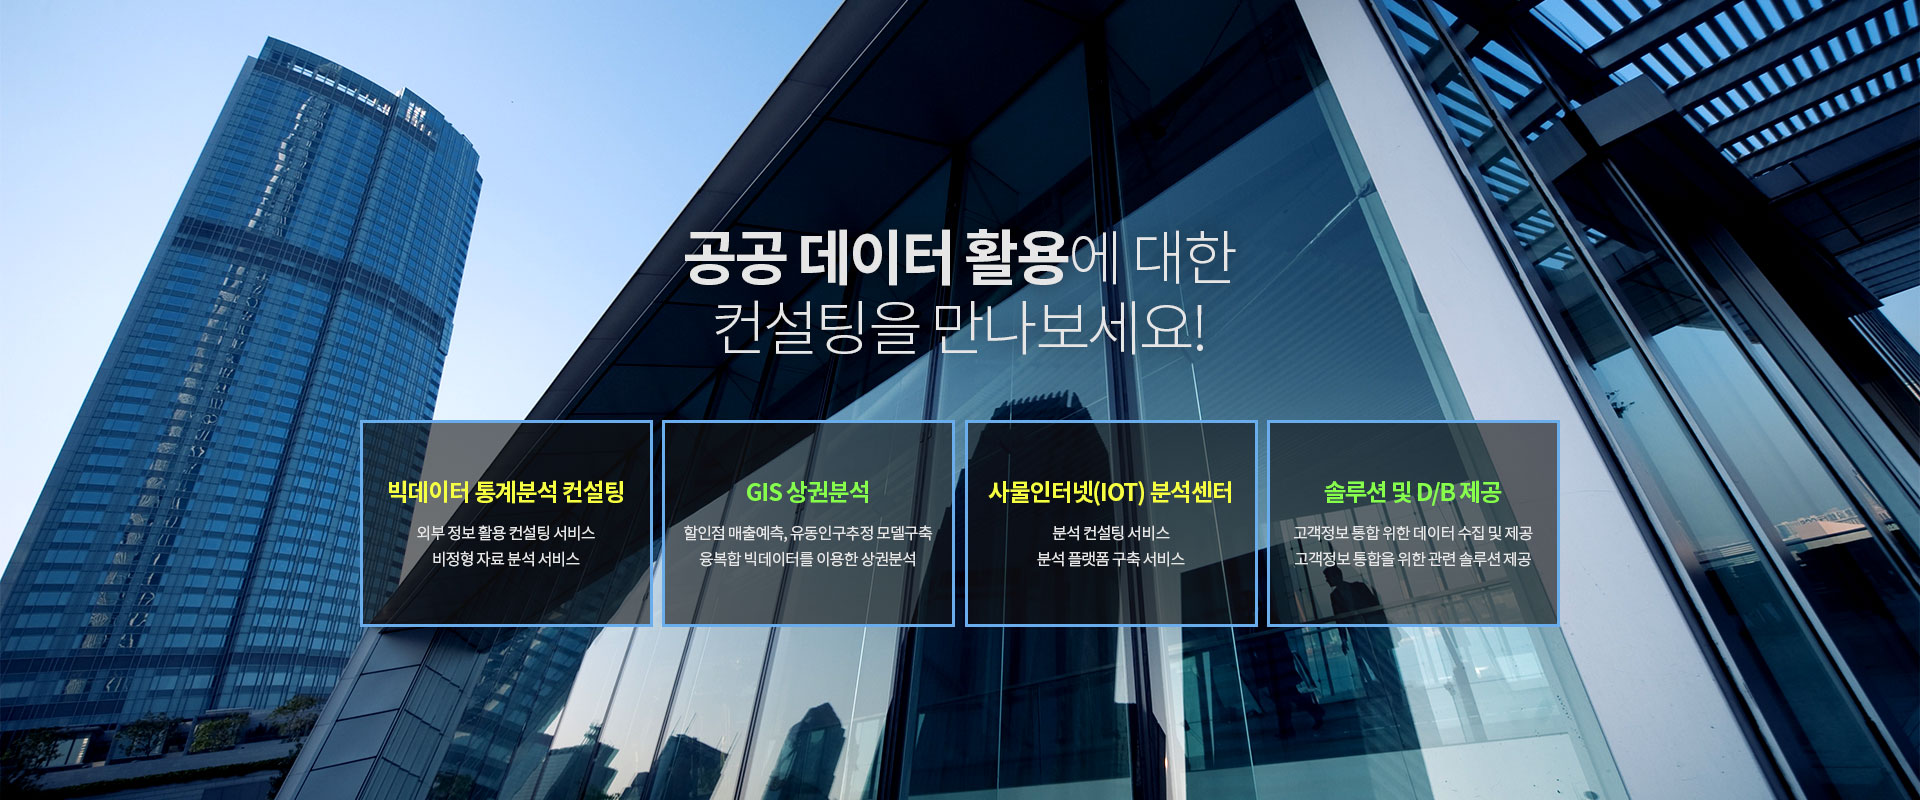 공공 데이터 활용에 대한
컨설팅을 만나보세요!
빅데이터 통계분석 컨설팅
외부 정보 활용 컨설팅 서비스
비정형 자료 분석 서비스
GIS 상권분석
할인점 매출예측, 유동인구추정 모델구축
융복합 빅데이터를 이용한 상권분석
사물인터넷(IOT) 분석센터
분석 컨설팅 서비스
분석 플랫폼 구축 서비스
솔루션 및 D/B 제공
고객정보 통합 위한 데이터 수집 및 제공
고객정보 통합을 위한 관련 솔루션 제공